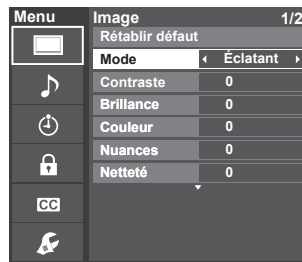 Menu
Image 1/2
Rétablir défaut
Mode Éclatant
Contraste 0
Brillance 0
Couleur 0
Nuances 0
Netteté 0
CC